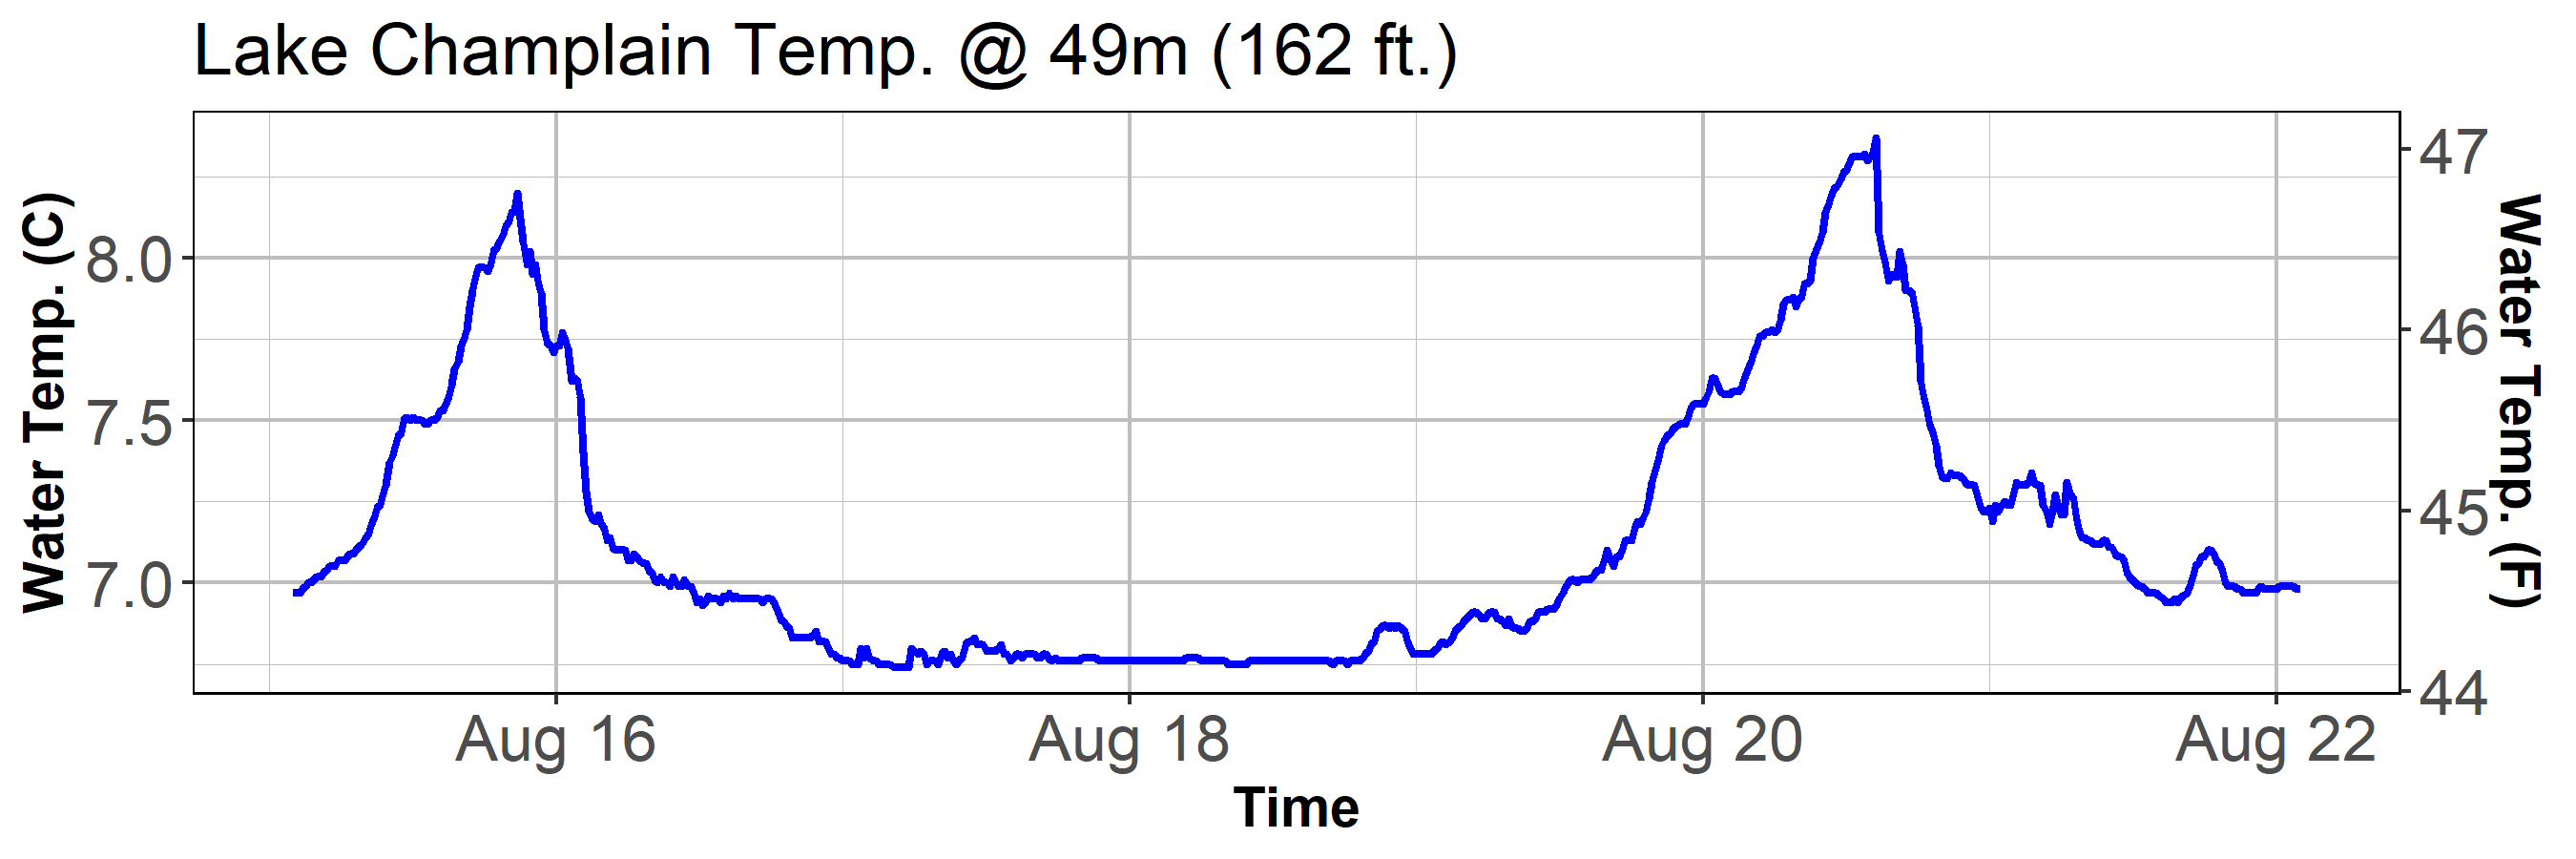 Lake Champlain Temp. @ 49m (162 ft.)
Water Temp. (C)
8.0
7.5
7.0
47
46
45
44
Water Temp. (F)
Aug 16
Aug 18
Aug 20
Aug 22
Time